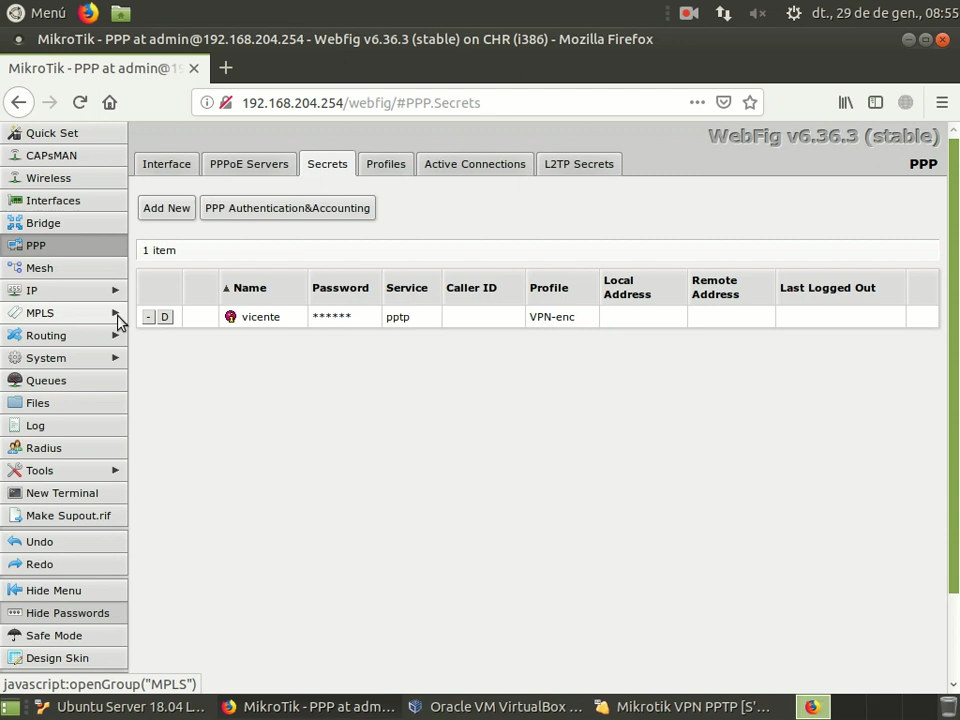 Menú
dt., 29 de de gen., 08:55
MikroTik - PPP at admin@192.168.204.254 - Webfig v6.36.3 (stable) on CHR (i386) - Mozilla Firefox
MikroTik - PPP at admin@19
192.168.204.254/webfig/#PPP.Secrets
WebFig v6.36.3 (stable)
Interface
PPPoE Servers
Secrets
Profiles
Active Connections
L2TP Secrets
PPP
Add New
PPP Authentication&Accounting
1 item
Name
Password
Service
Caller ID
Profile
Local Address
Remote Address
Last Logged Out
- D
vicente
******
pptp
VPN-enc
Quick Set
CAPsMAN
Wireless
Interfaces
Bridge
PPP
Mesh
IP
MPLS
Routing
System
Queues
Files
Log
Radius
Tools
New Terminal
Make Supout.rif
Undo
Redo
Hide Menu
Hide Passwords
Safe Mode
Design Skin
javascript:openGroup("MPLS")
Ubuntu Server 18.04 L...
MikroTik - PPP at adm...
Oracle VM VirtualBox ...
Mikrotik VPN PPTP [S'...